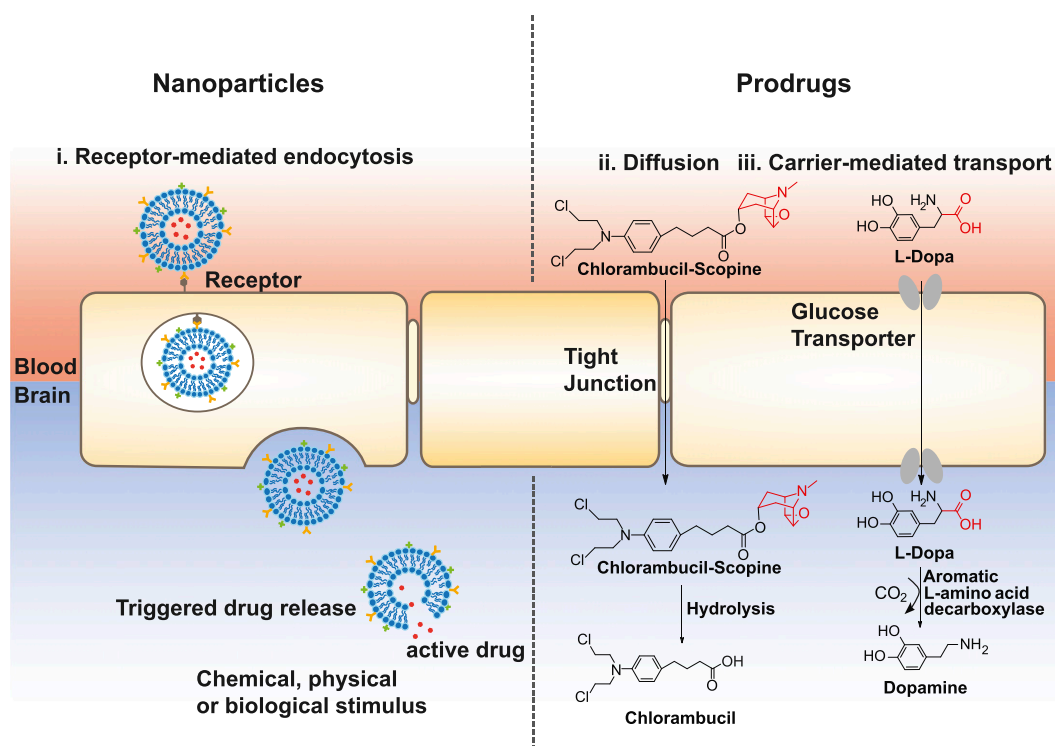 Nanoparticles
Prodrugs
i. Receptor-mediated endocytosis
ii. Diffusion
iii. Carrier-mediated transport
Cl
N
Cl
O
O
N
O
Chlorambucil-Scopine
HO
HO
H2N
O
OH
L-Dopa
Receptor
Glucose
Transporter
Tight
Junction
Blood
Brain
Cl
N
Cl
O
O
N
O
Chlorambucil-Scopine
HO
HO
H2N
O
OH
L-Dopa
Hydrolysis
CO2
Aromatic
L-amino acid
decarboxylase
Triggered drug release
active drug
Chemical, physical
or biological stimulus
Cl
N
Cl
OH
O
Chlorambucil
HO
HO
NH2
Dopamine